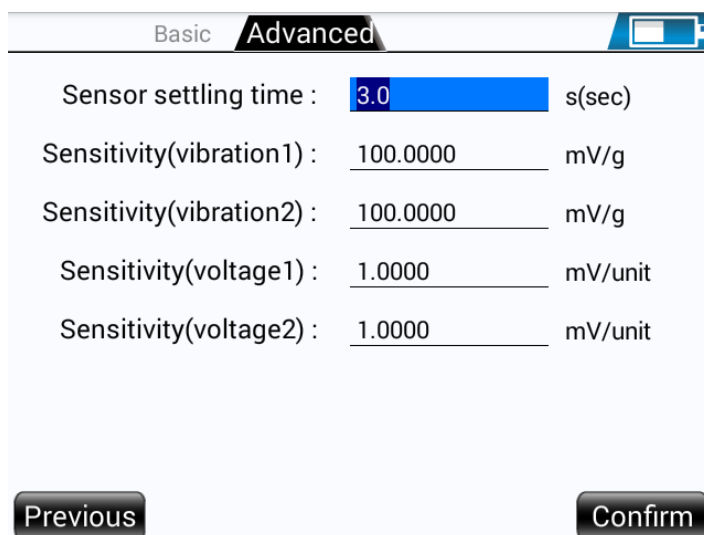 Basic Advanced
Sensor settling time : 3.0 s(sec)
Sensitivity(vibration1) : 100.0000 mV/g
Sensitivity(vibration2) : 100.0000 mV/g
Sensitivity(voltage1) : 1.0000 mV/unit
Sensitivity(voltage2) : 1.0000 mV/unit
Previous Confirm